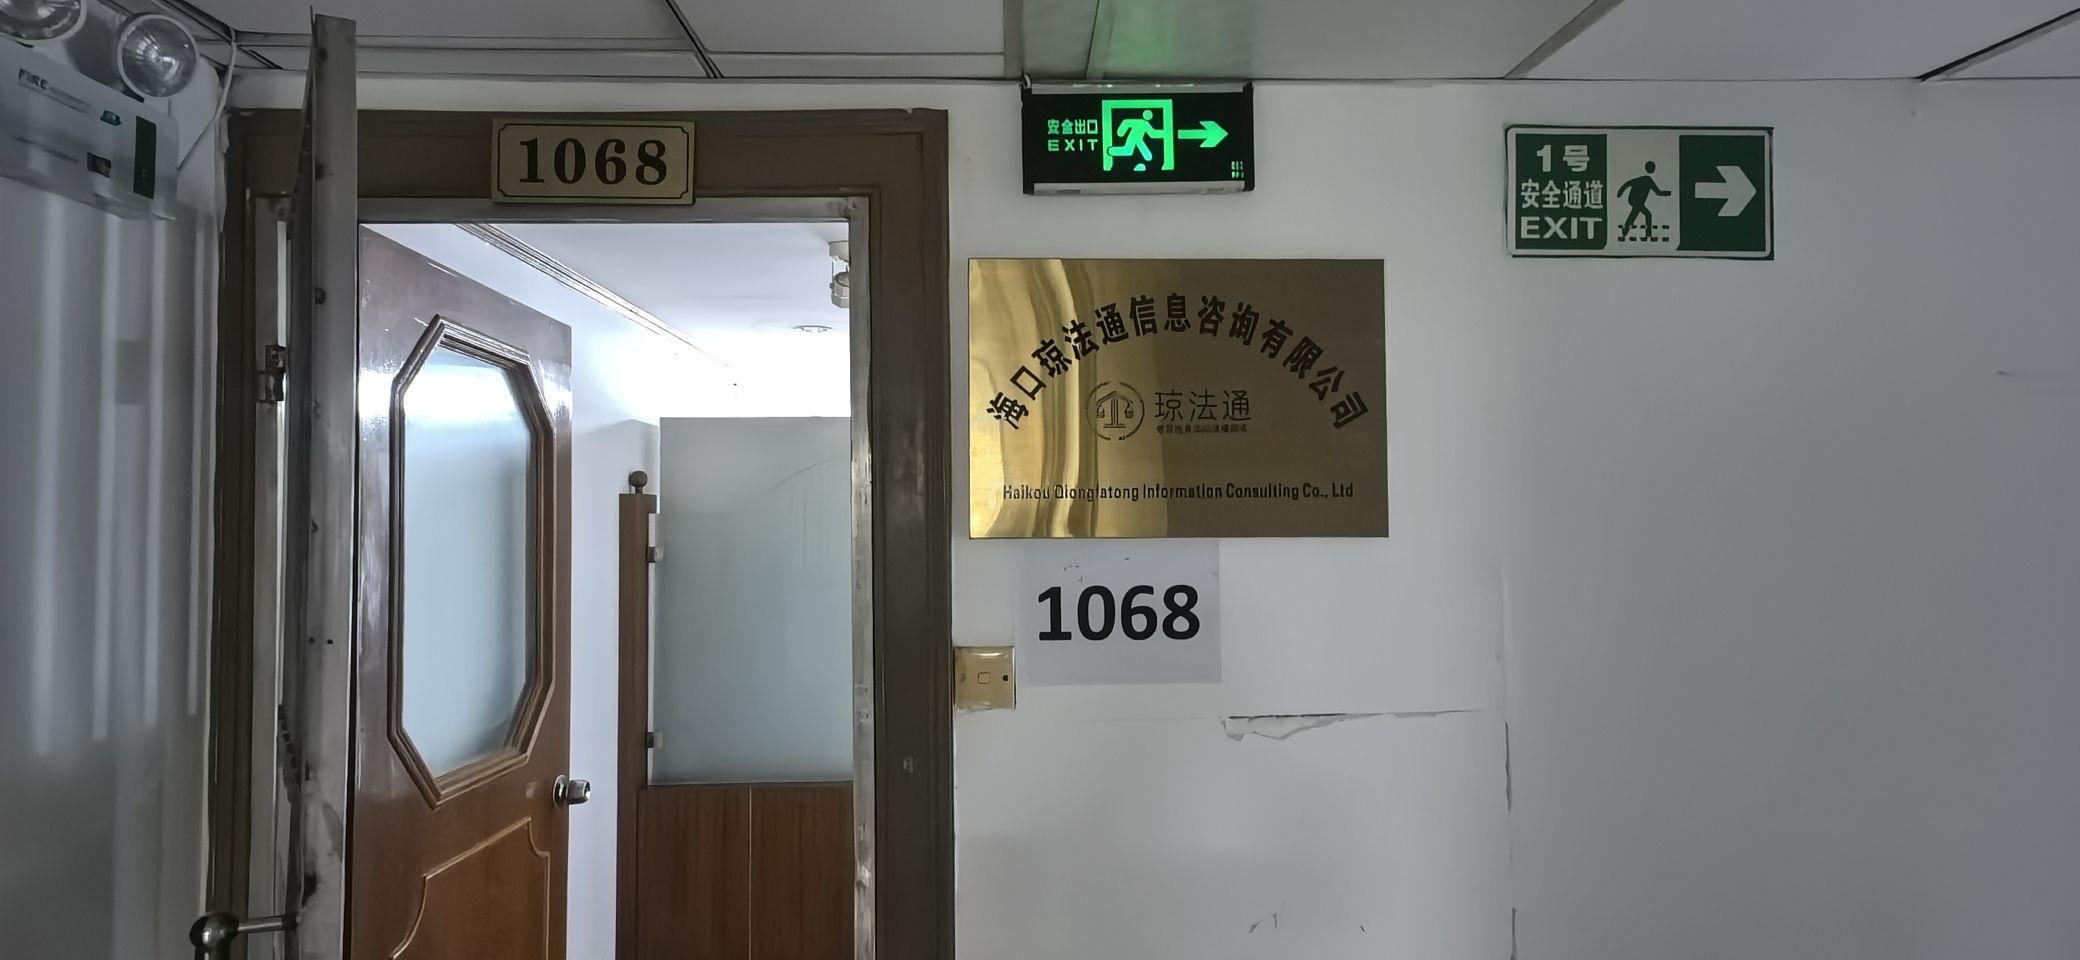 FIRE
1068
安全出口
EXIT
1号
安全通道
EXIT
海口琼法通信息咨询有限公司
琼法通
Haikou Qiongfatong Information Consulting Co., Ltd
1068